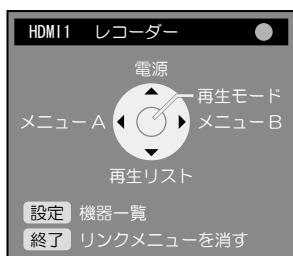 HDMI1 レコーダー
電源
再生モード
メニューA メニューB
再生リスト
設定 機器一覧
終了 リンクメニューを消す